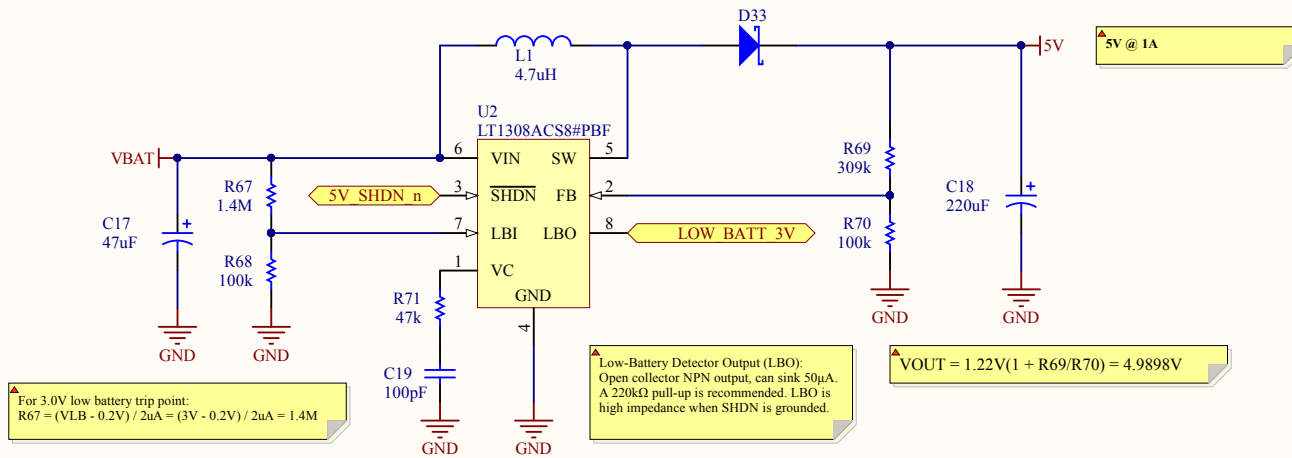 D33
L1
4.7uH
5V
5V @ 1A
U2
LT1308ACS8#PBF
VBAT
6
VIN
SW
5
R67
1.4M
5V_SHDN_n
3
SHDN
FB
2
R69
309k
C17
47uF
7
LBI
LBO
8
LOW_BATT_3V
R70
100k
C18
220uF
R68
100k
1
VC
GND
4
R71
47k
C19
100pF
GND
GND
GND
GND
GND
GND
For 3.0V low battery trip point:
R67 = (VLB - 0.2V) / 2uA = (3V - 0.2V) / 2uA = 1.4M
Low-Battery Detector Output (LBO):
Open collector NPN output, can sink 50µA.
A 220kΩ pull-up is recommended. LBO is
high impedance when SHDN is grounded.
VOUT = 1.22V(1 + R69/R70) = 4.9898V